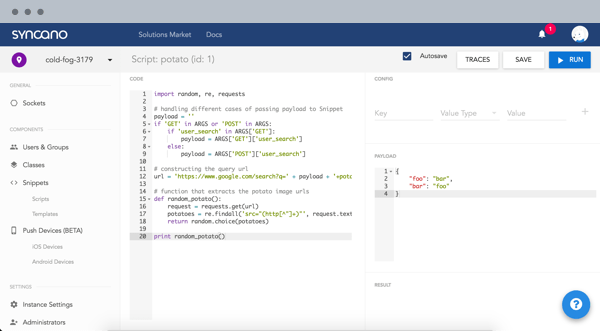 syncano
Solutions Market
Docs
1
cold-fog-3179
Script: potato (id: 1)
Autosave
TRACES
SAVE
RUN
GENERAL
Sockets
COMPONENTS
Users & Groups
Classes
Snippets
Scripts
Templates
Push Devices (BETA)
iOS Devices
Android Devices
SETTINGS
Instance Settings
Administrators
CODE
1 import random, re, requests
2
3 # handling different cases of passing payload to Snippet
4 payload = ''
5 if 'GET' in ARGS or 'POST' in ARGS:
6 if 'user_search' in ARGS['GET']:
7 payload = ARGS['GET']['user_search']
8 else:
9 payload = ARGS['POST']['user_search']
10
11 # constructing the query url
12 url = 'https://www.google.com/search?q=' + payload + '+pota
13
14 # function that extracts the potato image urls
15 def random_potato():
16 request = requests.get(url)
17 potatoes = re.findall('src="(http[^"]+)"', request.text
18 return random.choice(potatoes)
19
20 print random_potato()
CONFIG
Key
Value Type
Value
+
PAYLOAD
1 {
2 "foo": "bar",
3 "bar": "foo"
4 }
RESULT
?